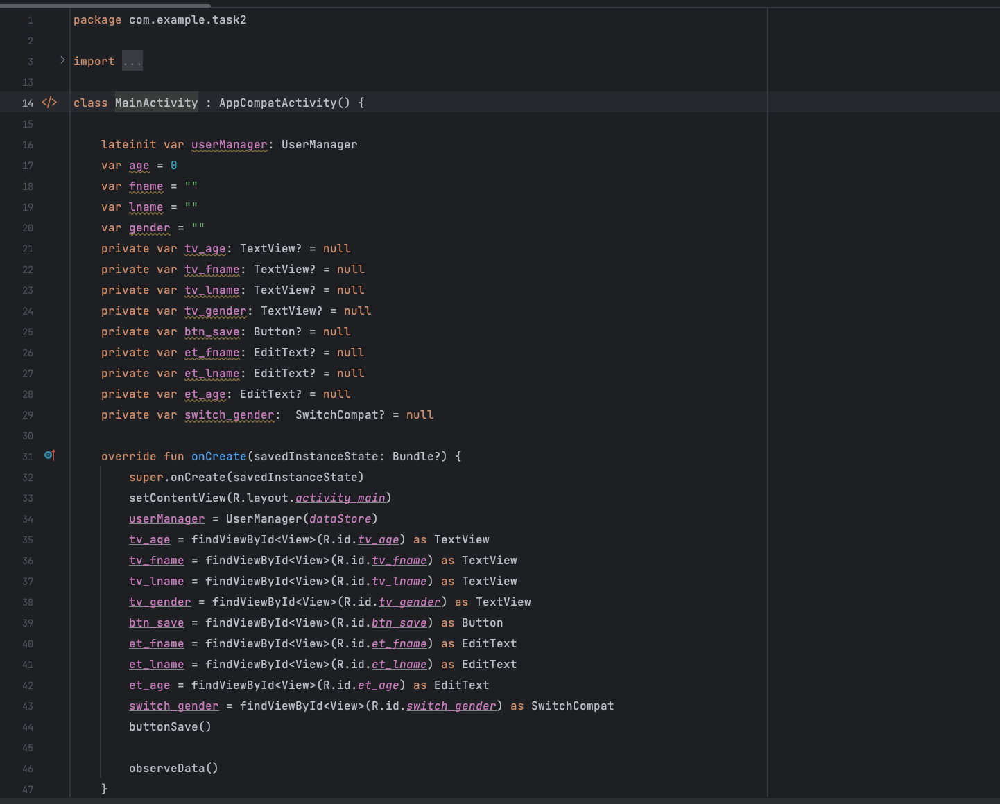 1 package com.example.task2
2
3 import ...
13
14 class MainActivity : AppCompatActivity() {
15
16 lateinit var userManager: UserManager
17 var age = 0
18 var fname = ""
19 var lname = ""
20 var gender = ""
21 private var tv_age: TextView? = null
22 private var tv_fname: TextView? = null
23 private var tv_lname: TextView? = null
24 private var tv_gender: TextView? = null
25 private var btn_save: Button? = null
26 private var et_fname: EditText? = null
27 private var et_lname: EditText? = null
28 private var et_age: EditText? = null
29 private var switch_gender:  SwitchCompat? = null
30
31 override fun onCreate(savedInstanceState: Bundle?) {
32 super.onCreate(savedInstanceState)
33 setContentView(R.layout.activity_main)
34 userManager = UserManager(dataStore)
35 tv_age = findViewById<View>(R.id.tv_age) as TextView
36 tv_fname = findViewById<View>(R.id.tv_fname) as TextView
37 tv_lname = findViewById<View>(R.id.tv_lname) as TextView
38 tv_gender = findViewById<View>(R.id.tv_gender) as TextView
39 btn_save = findViewById<View>(R.id.btn_save) as Button
40 et_fname = findViewById<View>(R.id.et_fname) as EditText
41 et_lname = findViewById<View>(R.id.et_lname) as EditText
42 et_age = findViewById<View>(R.id.et_age) as EditText
43 switch_gender = findViewById<View>(R.id.switch_gender) as SwitchCompat
44 buttonSave()
45
46 observeData()
47 }